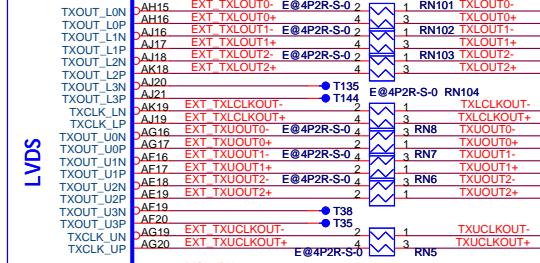 TXOUT_L0N AH15 EXT_TXLOUT0- E@4P2R-S-0 2 1 RN101 TXLOUT0-
TXOUT_L0P AH16 EXT_TXLOUT0+ 4 3 TXLOUT0+
TXOUT_L1N AJ16 EXT_TXLOUT1- E@4P2R-S-0 2 1 RN102 TXLOUT1-
TXOUT_L1P AJ17 EXT_TXLOUT1+ 4 3 TXLOUT1+
TXOUT_L2N AJ18 EXT_TXLOUT2- E@4P2R-S-0 2 1 RN103 TXLOUT2-
TXOUT_L2P AK18 EXT_TXLOUT2+ 4 3 TXLOUT2+
TXOUT_L3N AJ20 T135
TXOUT_L3P AJ21 T144
E@4P2R-S-0 RN104
TXCLK_LN AK19 EXT_TXLCLKOUT- 2 1 TXLCLKOUT-
TXCLK_LP AJ19 EXT_TXLCLKOUT+ 4 3 TXLCLKOUT+
TXOUT_U0N AG16 EXT_TXUOUT0- E@4P2R-S-0 4 3 RN8 TXUOUT0-
TXOUT_U0P AG17 EXT_TXUOUT0+ 2 1 TXUOUT0+
TXOUT_U1N AF16 EXT_TXUOUT1- E@4P2R-S-0 4 3 RN7 TXUOUT1-
TXOUT_U1P AF17 EXT_TXUOUT1+ 2 1 TXUOUT1+
TXOUT_U2N AF18 EXT_TXUOUT2- E@4P2R-S-0 4 3 RN6 TXUOUT2-
TXOUT_U2P AE19 EXT_TXUOUT2+ 2 1 TXUOUT2+
TXOUT_U3N AF19 T38
TXOUT_U3P AF20 T35
TXCLK_UN AG19 EXT_TXUCLKOUT- 2 1 TXUCLKOUT-
TXCLK_UP AG20 EXT_TXUCLKOUT+ 4 3 TXUCLKOUT+
E@4P2R-S-0 RN5
LVDS